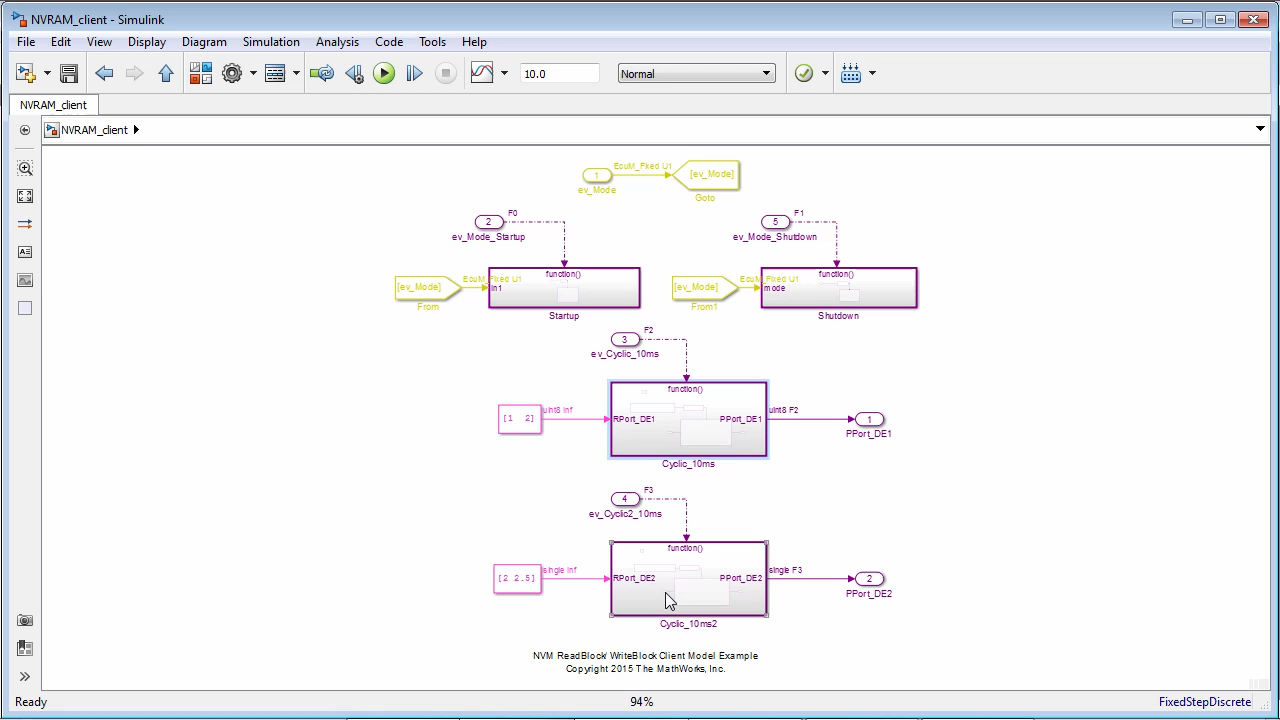 NVRAM_client - Simulink
File Edit View Display Diagram Simulation Analysis Code Tools Help
10.0 Normal
NVRAM_client
NVRAM_client
EcuM_Fixed U1
1 [ev_Mode]
ev_Mode Goto
F0 F1
2 5
ev_Mode_Startup ev_Mode_Shutdown
function() function()
EcuM_Fixed U1 EcuM_Fixed U1
[ev_Mode] In1 [ev_Mode] mode
From From1
Startup Shutdown
F2
3
ev_Cyclic_10ms
function()
uint8 Inf uint8 F2
[1 2] RPort_DE1 PPort_DE1 1
PPort_DE1
Cyclic_10ms
F3
4
ev_Cyclic2_10ms
function()
single Inf single F3
[2 2.5] RPort_DE2 PPort_DE2 2
PPort_DE2
Cyclic_10ms2
NVM ReadBlock/ WriteBlock Client Model Example
Copyright 2015 The MathWorks, Inc.
Ready 94% FixedStepDiscrete